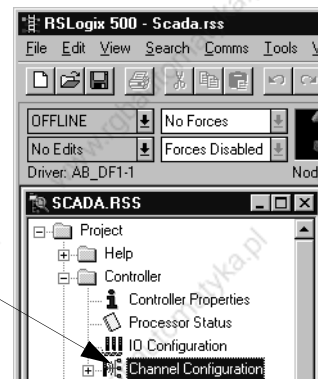 RSLogix 500 - Scada.rss
File Edit View Search Comms Tools
OFFLINE No Forces
No Edits Forces Disabled
Driver: AB_DF1-1 Nod
SCADA.RSS
Project
Help
Controller
Controller Properties
Processor Status
IO Configuration
Channel Configuration